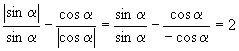 |sin α|/sin α − cos α/|cos α| = sin α/sin α − cos α/−cos α = 2